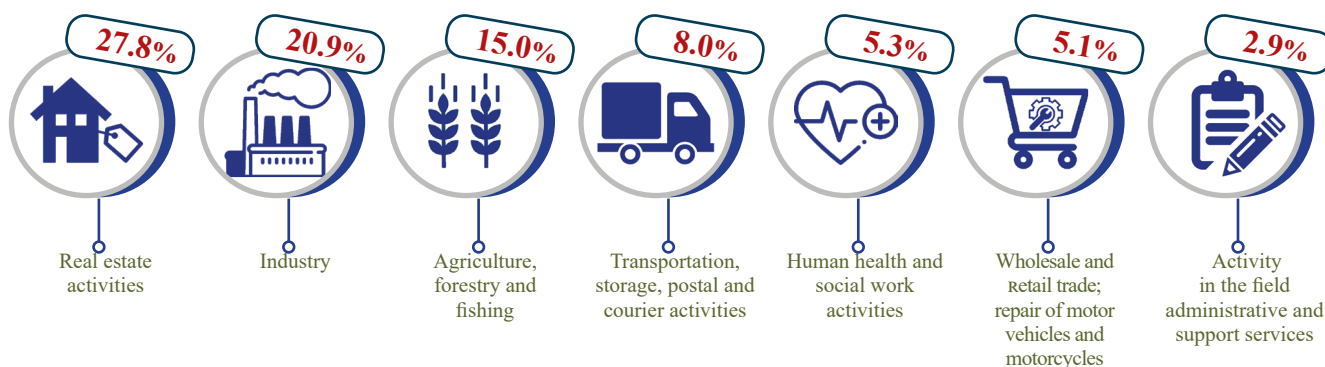 27.8%
20.9%
15.0%
8.0%
5.3%
5.1%
2.9%
Real estate
activities
Industry
Agriculture,
forestry and
fishing
Transportation,
storage, postal and
courier activities
Human health and
social work
activities
Wholesale and
Retail trade;
repair of motor
vehicles and
motorcycles
Activity
in the field
administrative and
support services